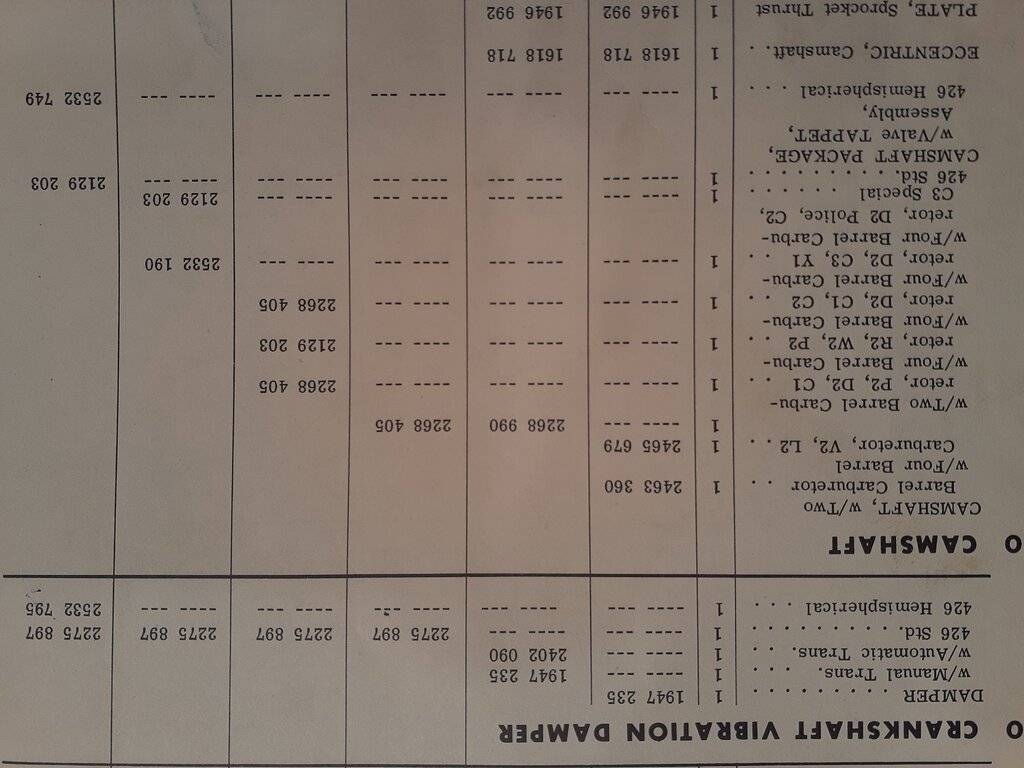 O CRANKSHAFT VIBRATION DAMPER
DAMPER . . . . . . . . . 1 1947 235
w/Manual Trans. . . . 1 ---- --- 1947 235
w/Automatic Trans. . . 1 ---- --- 2402 090
426 Std. . . . . . . . . 1 ---- --- ---- --- 2275 897 2275 897 2275 897 2275 897
426 Hemispherical . . . 1 ---- --- ---- --- ---- --- ---- --- ---- --- 2532 795
O CAMSHAFT
CAMSHAFT, w/Two
Barrel Carburetor . . 1 2463 360
w/Four Barrel
Carburetor, V2, L2 . . 1 2465 679
1 ---- --- 2268 990 2268 405
w/Two Barrel Carbu-
retor, P2, D2, C1 . . 1 ---- --- ---- --- ---- --- 2268 405
w/Four Barrel Carbu-
retor, R2, W2, P2 . . 1 ---- --- ---- --- ---- --- 2129 203
w/Four Barrel Carbu-
retor, D2, C1, C2 . . 1 ---- --- ---- --- ---- --- 2268 405
w/Four Barrel Carbu-
retor, D2, C3, Y1 . . 1 ---- --- ---- --- ---- --- ---- --- 2532 190
w/Four Barrel Carbu-
retor, D2 Police, C2,
C3 Special . . . . . . 1 ---- --- ---- --- ---- --- ---- --- 2129 203
426 Std. . . . . . . . . 1 ---- --- ---- --- ---- --- ---- --- ---- --- 2129 203
CAMSHAFT PACKAGE,
w/Valve TAPPET,
Assembly,
426 Hemispherical . . . 1 ---- --- ---- --- ---- --- ---- --- ---- --- 2532 749
ECCENTRIC, Camshaft. . 1 1618 718 1618 718
PLATE, Sprocket Thrust 1 1946 992 1946 992